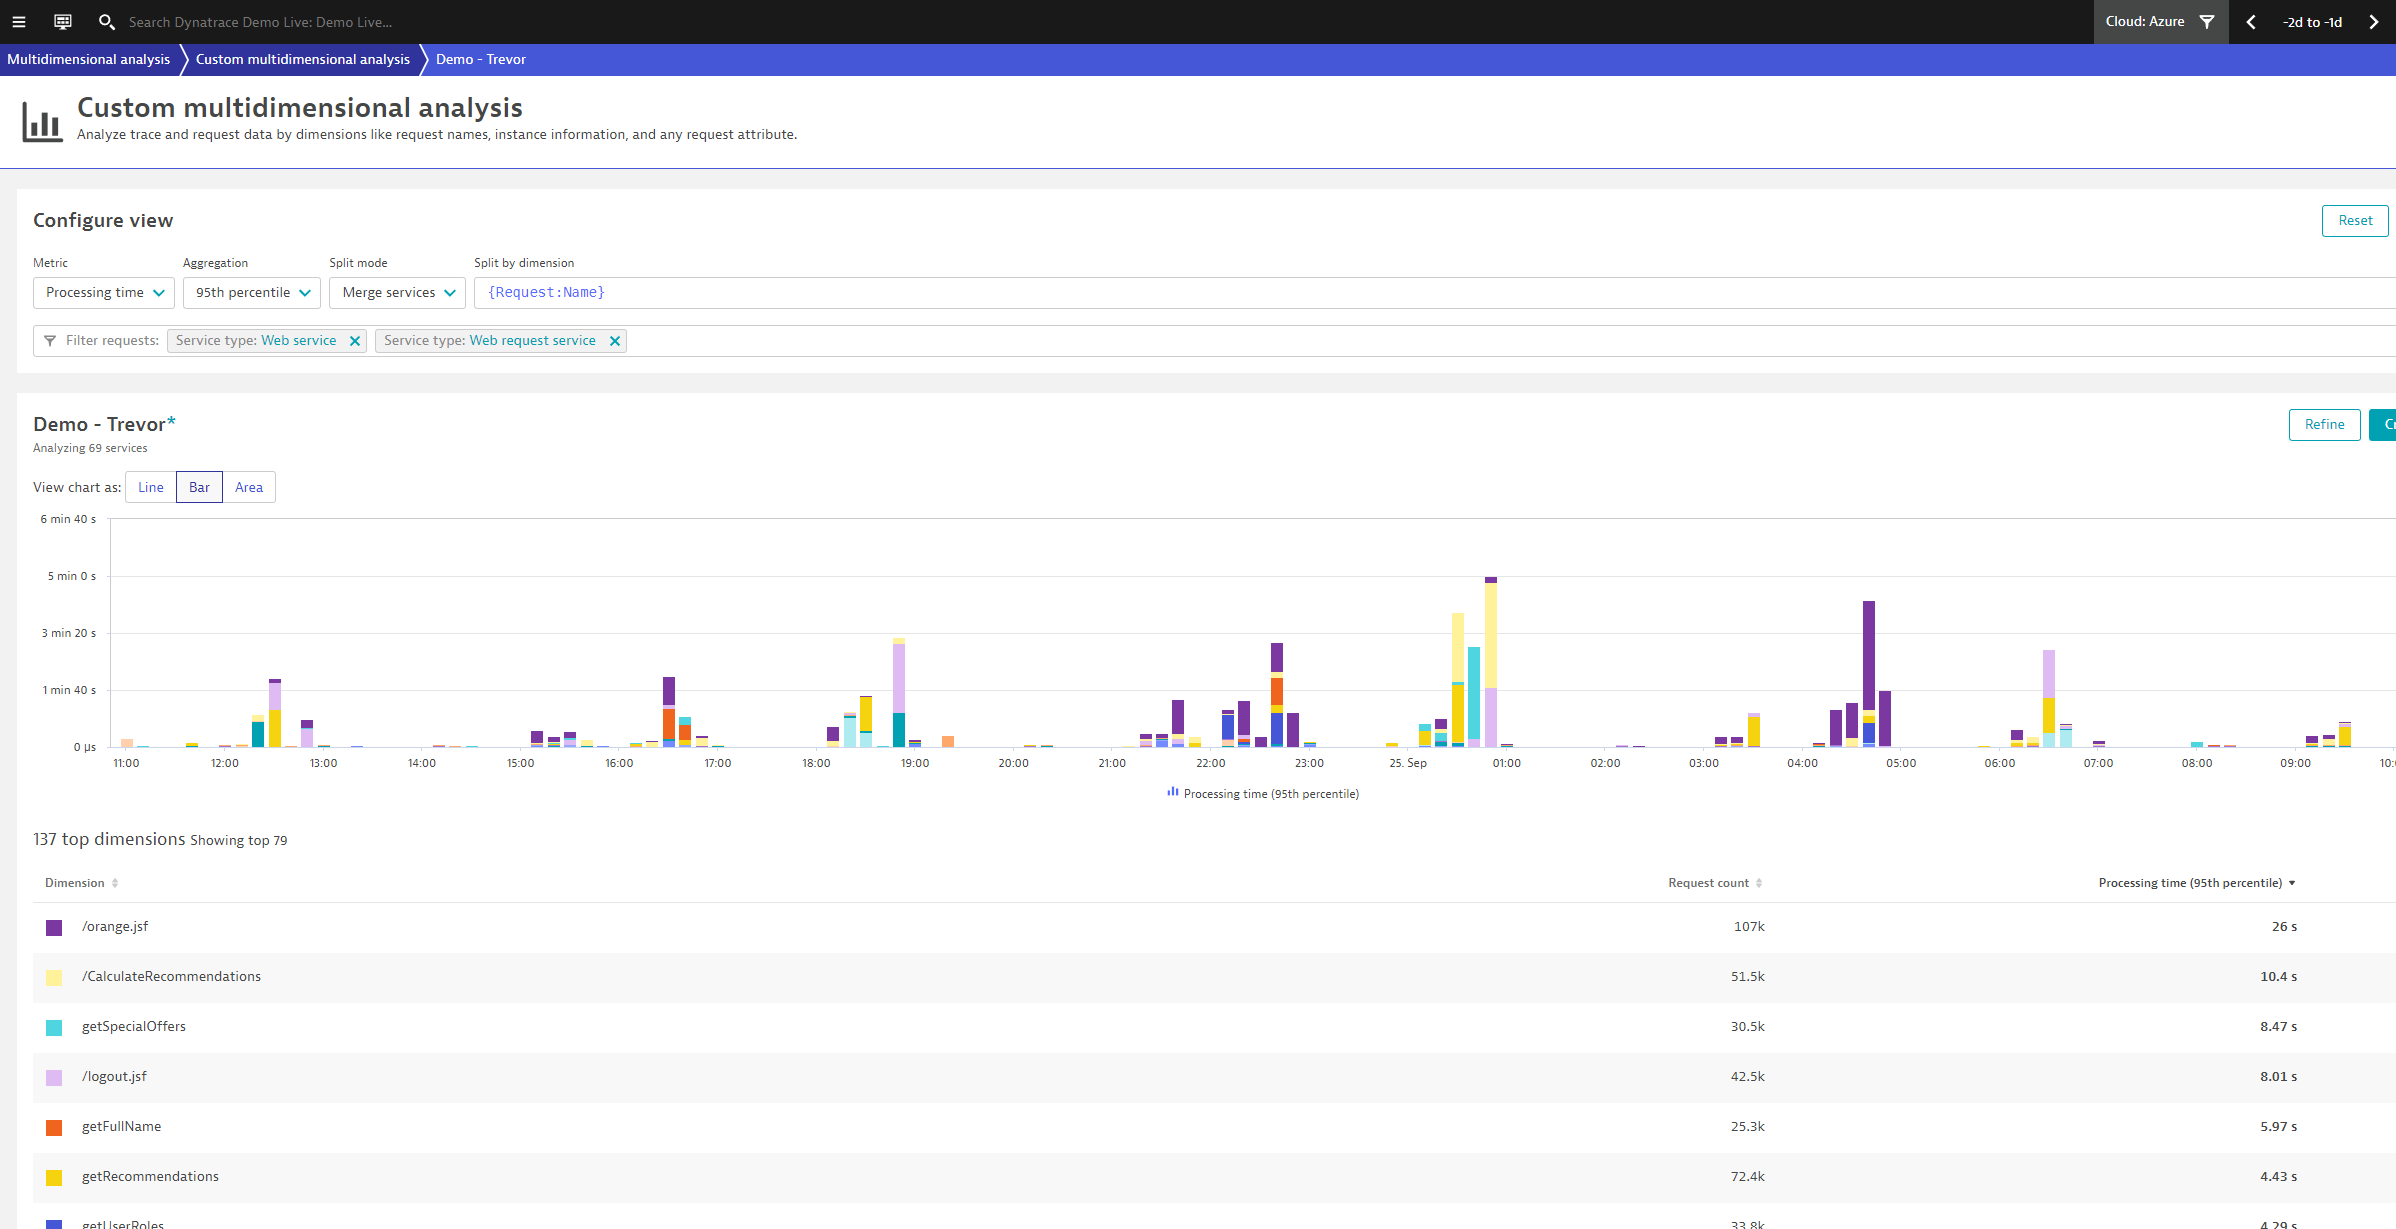 Search Dynatrace Demo Live: Demo Live...
Cloud: Azure
-2d to -1d
Multidimensional analysis
Custom multidimensional analysis
Demo - Trevor
Custom multidimensional analysis
Analyze trace and request data by dimensions like request names, instance information, and any request attribute.
Configure view
Reset
Metric Aggregation Split mode Split by dimension
Processing time 95th percentile Merge services {Request:Name}
Filter requests: Service type: Web service Service type: Web request service
Demo - Trevor*
Refine
Analyzing 69 services
View chart as: Line Bar Area
6 min 40 s
5 min 0 s
3 min 20 s
1 min 40 s
0 µs
11:00 12:00 13:00 14:00 15:00 16:00 17:00 18:00 19:00 20:00 21:00 22:00 23:00 25. Sep 01:00 02:00 03:00 04:00 05:00 06:00 07:00 08:00 09:00 10:
Processing time (95th percentile)
137 top dimensions Showing top 79
Dimension Request count Processing time (95th percentile)
/orange.jsf 107k 26 s
/CalculateRecommendations 51.5k 10.4 s
getSpecialOffers 30.5k 8.47 s
/logout.jsf 42.5k 8.01 s
getFullName 25.3k 5.97 s
getRecommendations 72.4k 4.43 s
getUserRoles 33.8k 4.29 s